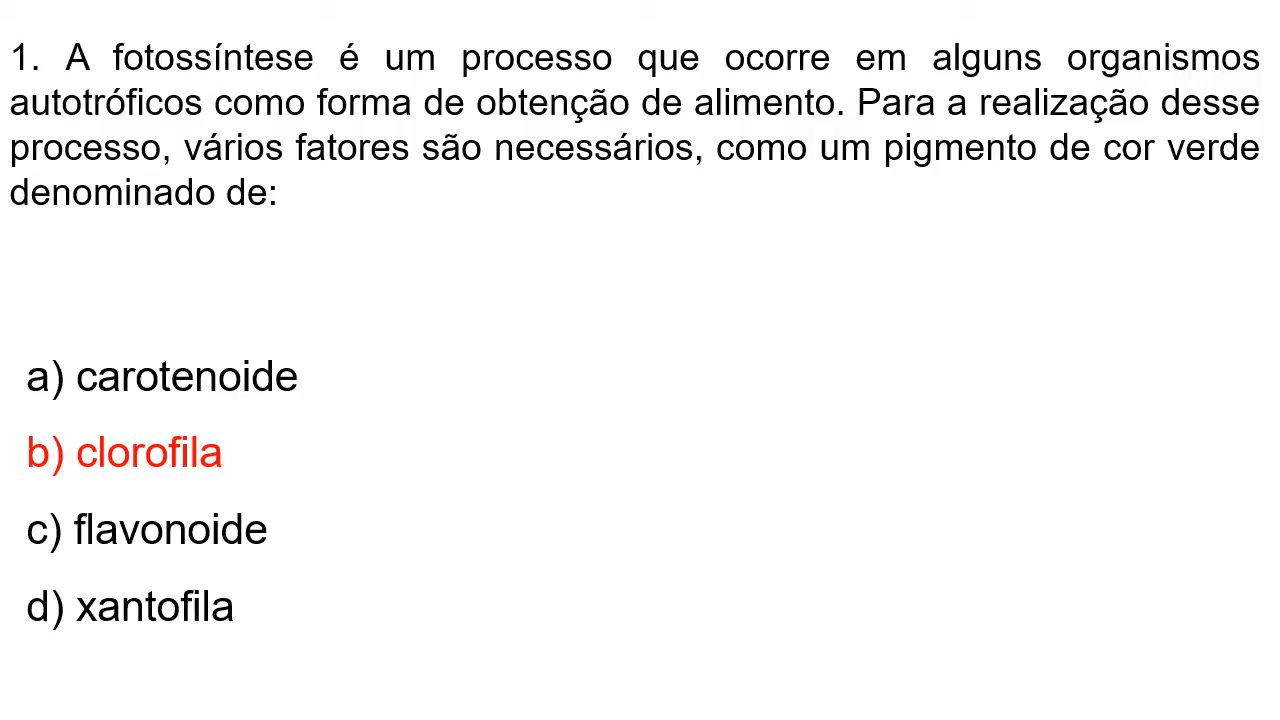 1. A fotossíntese é um processo que ocorre em alguns organismos
autotróficos como forma de obtenção de alimento. Para a realização desse
processo, vários fatores são necessários, como um pigmento de cor verde
denominado de:
a) carotenoide
b) clorofila
c) flavonoide
d) xantofila